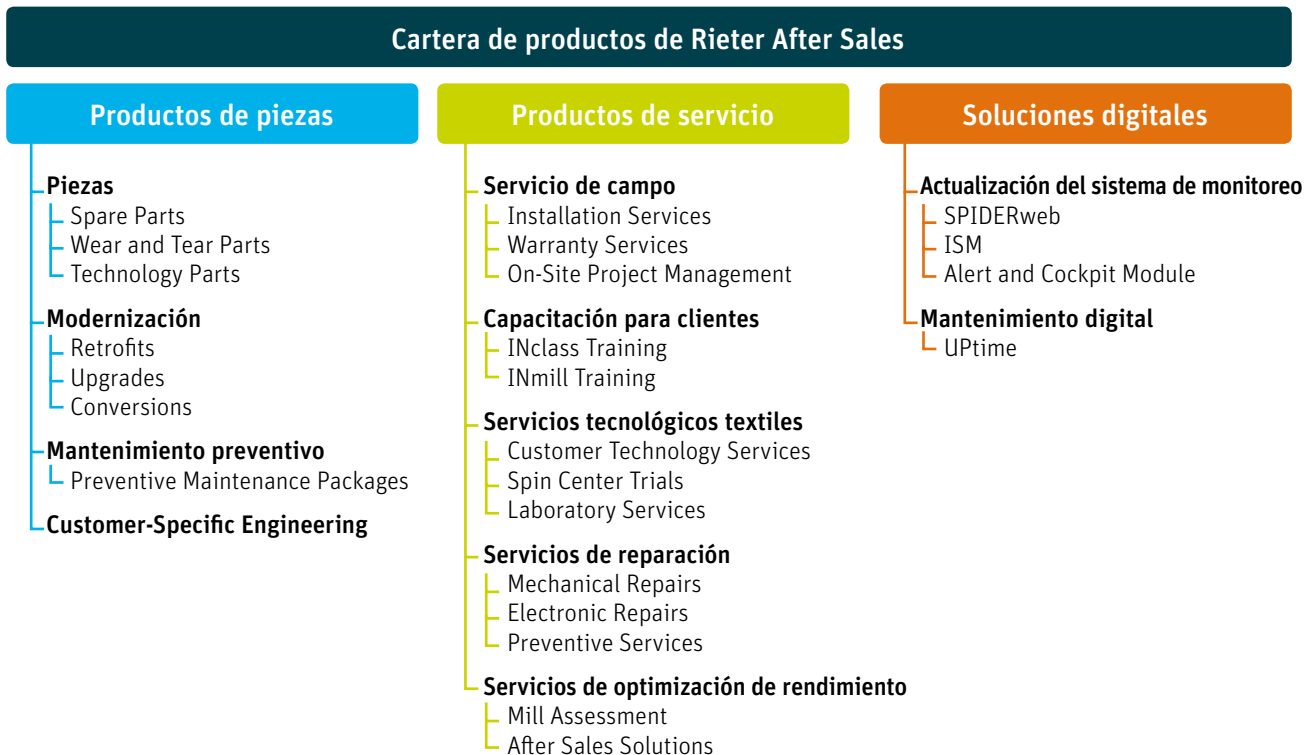 Cartera de productos de Rieter After Sales
Productos de piezas
Piezas
Spare Parts
Wear and Tear Parts
Technology Parts
Modernización
Retrofits
Upgrades
Conversions
Mantenimiento preventivo
Preventive Maintenance Packages
Customer-Specific Engineering
Productos de servicio
Servicio de campo
Installation Services
Warranty Services
On-Site Project Management
Capacitación para clientes
INclass Training
INmill Training
Servicios tecnológicos textiles
Customer Technology Services
Spin Center Trials
Laboratory Services
Servicios de reparación
Mechanical Repairs
Electronic Repairs
Preventive Services
Servicios de optimización de rendimiento
Mill Assessment
After Sales Solutions
Soluciones digitales
Actualización del sistema de monitoreo
SPIDERweb
ISM
Alert and Cockpit Module
Mantenimiento digital
UPtime